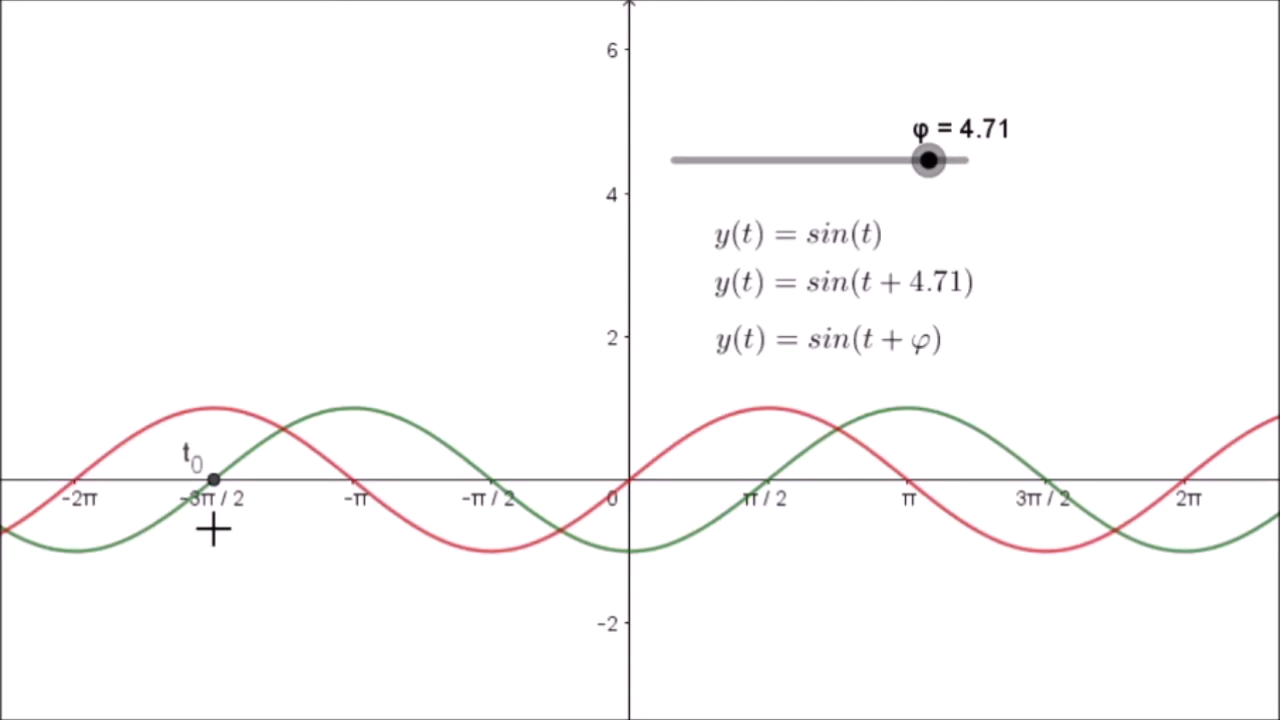 6
φ = 4.71
4
y(t) = sin(t)
y(t) = sin(t + 4.71)
y(t) = sin(t + φ)
2
t₀
-2π -3π / 2 -π -π / 2 0 π / 2 π 3π / 2 2π
-2